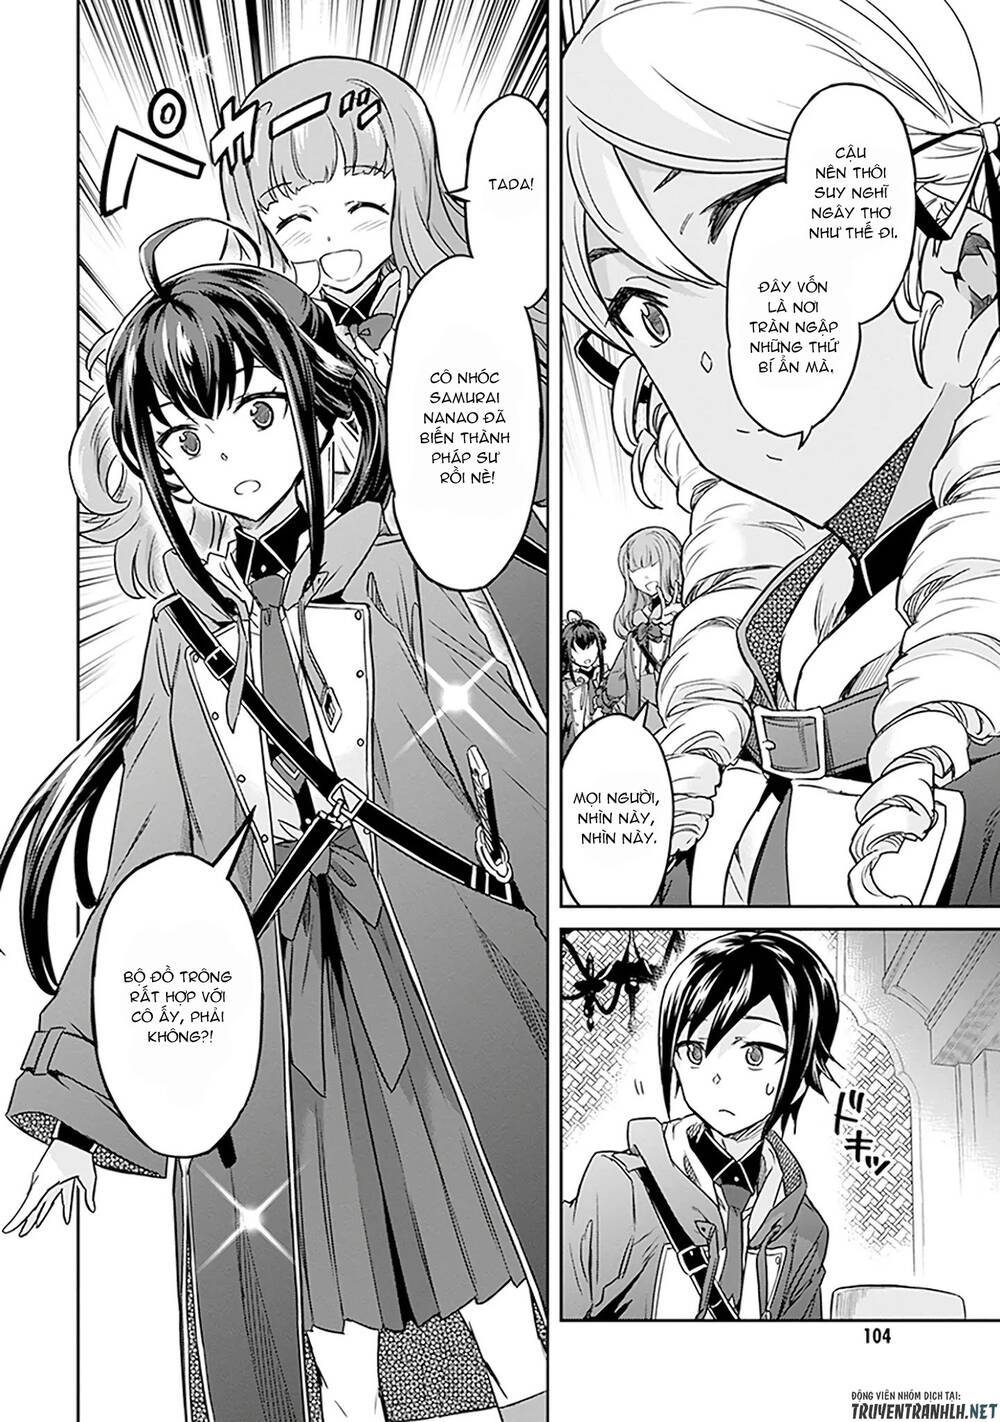 CẬU
NÊN THÔI
SUY NGHĨ
NGÂY THƠ
NHƯ THẾ ĐI.
ĐÂY VỐN
LÀ NƠI
TRÀN NGẬP
NHỮNG THỨ
BÍ ẨN MÀ.
MỌI NGƯỜI,
NHÌN NÀY,
NHÌN NÀY.
ドキッ
ペカーッ
TADA!
CÔ NHÓC
SAMURAI
NANAO ĐÃ
BIẾN THÀNH
PHÁP SƯ
RỒI NÈ!
BỘ ĐỒ TRÔNG
RẤT HỢP VỚI
CÔ ẤY, PHẢI
KHÔNG?!
104
ĐỘNG VIÊN NHÓM DỊCH TẠI:
TRUYENTRANHLH.NET